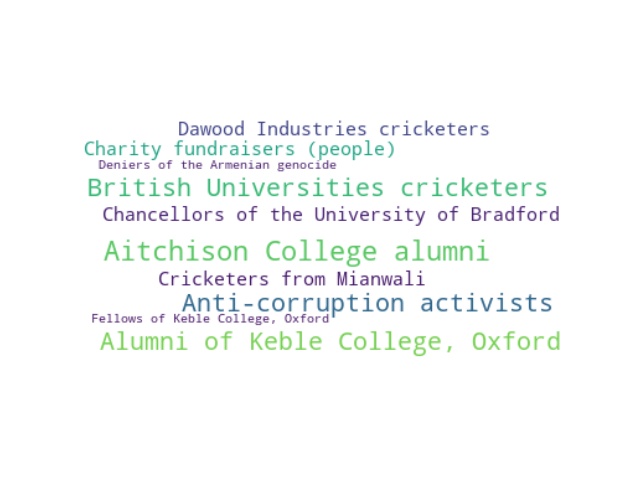 Dawood Industries cricketers
Charity fundraisers (people)
Deniers of the Armenian genocide
British Universities cricketers
Chancellors of the University of Bradford
Aitchison College alumni
Cricketers from Mianwali
Anti-corruption activists
Fellows of Keble College, Oxford
Alumni of Keble College, Oxford